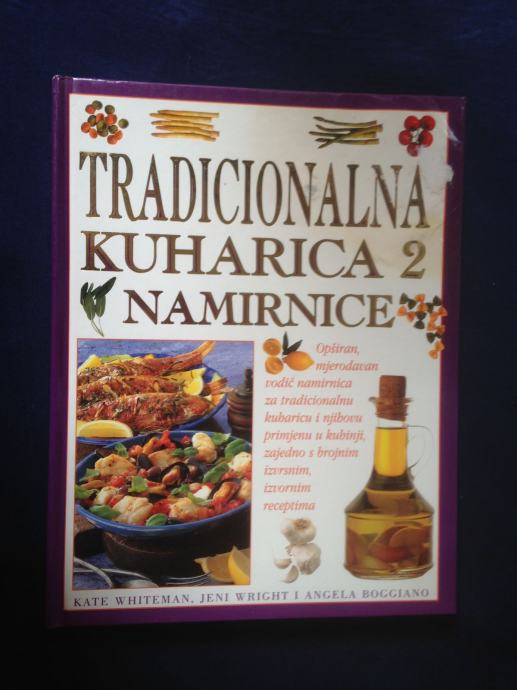 TRADICIONALNA
KUHARICA 2
NAMIRNICE
Opširan,
mjerodavan
vodič namirnica
za tradicionalnu
kuharicu i njihovu
primjenu u kuhinji,
zajedno s brojnim
izvrsnim,
izvornim
receptima
KATE WHITEMAN, JENI WRIGHT I ANGELA BOGGIANO